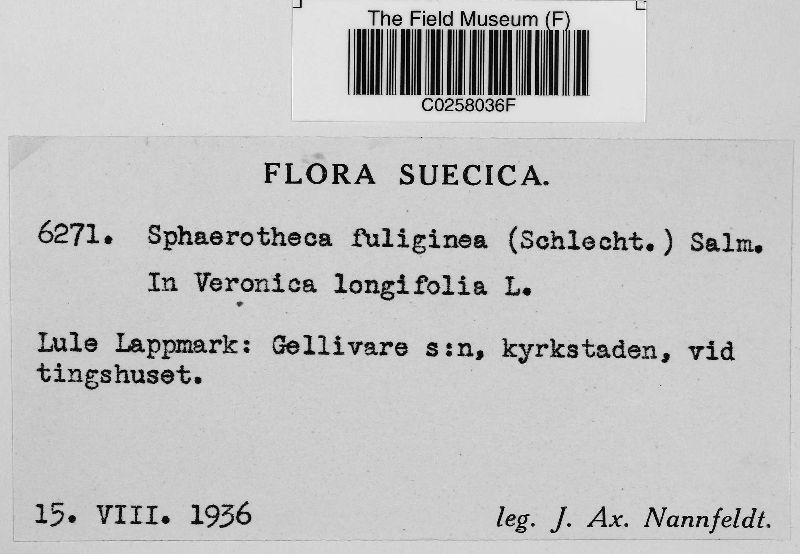 The Field Museum (F)
C0258036F
FLORA SUECICA.
6271. Sphaerotheca fuliginea (Schlecht.) Salm.
In Veronica longifolia L.
Lule Lappmark: Gellivare s:n, kyrkstaden, vid
tingshuset.
15. VIII. 1936
leg. J. Ax. Nannfeldt.